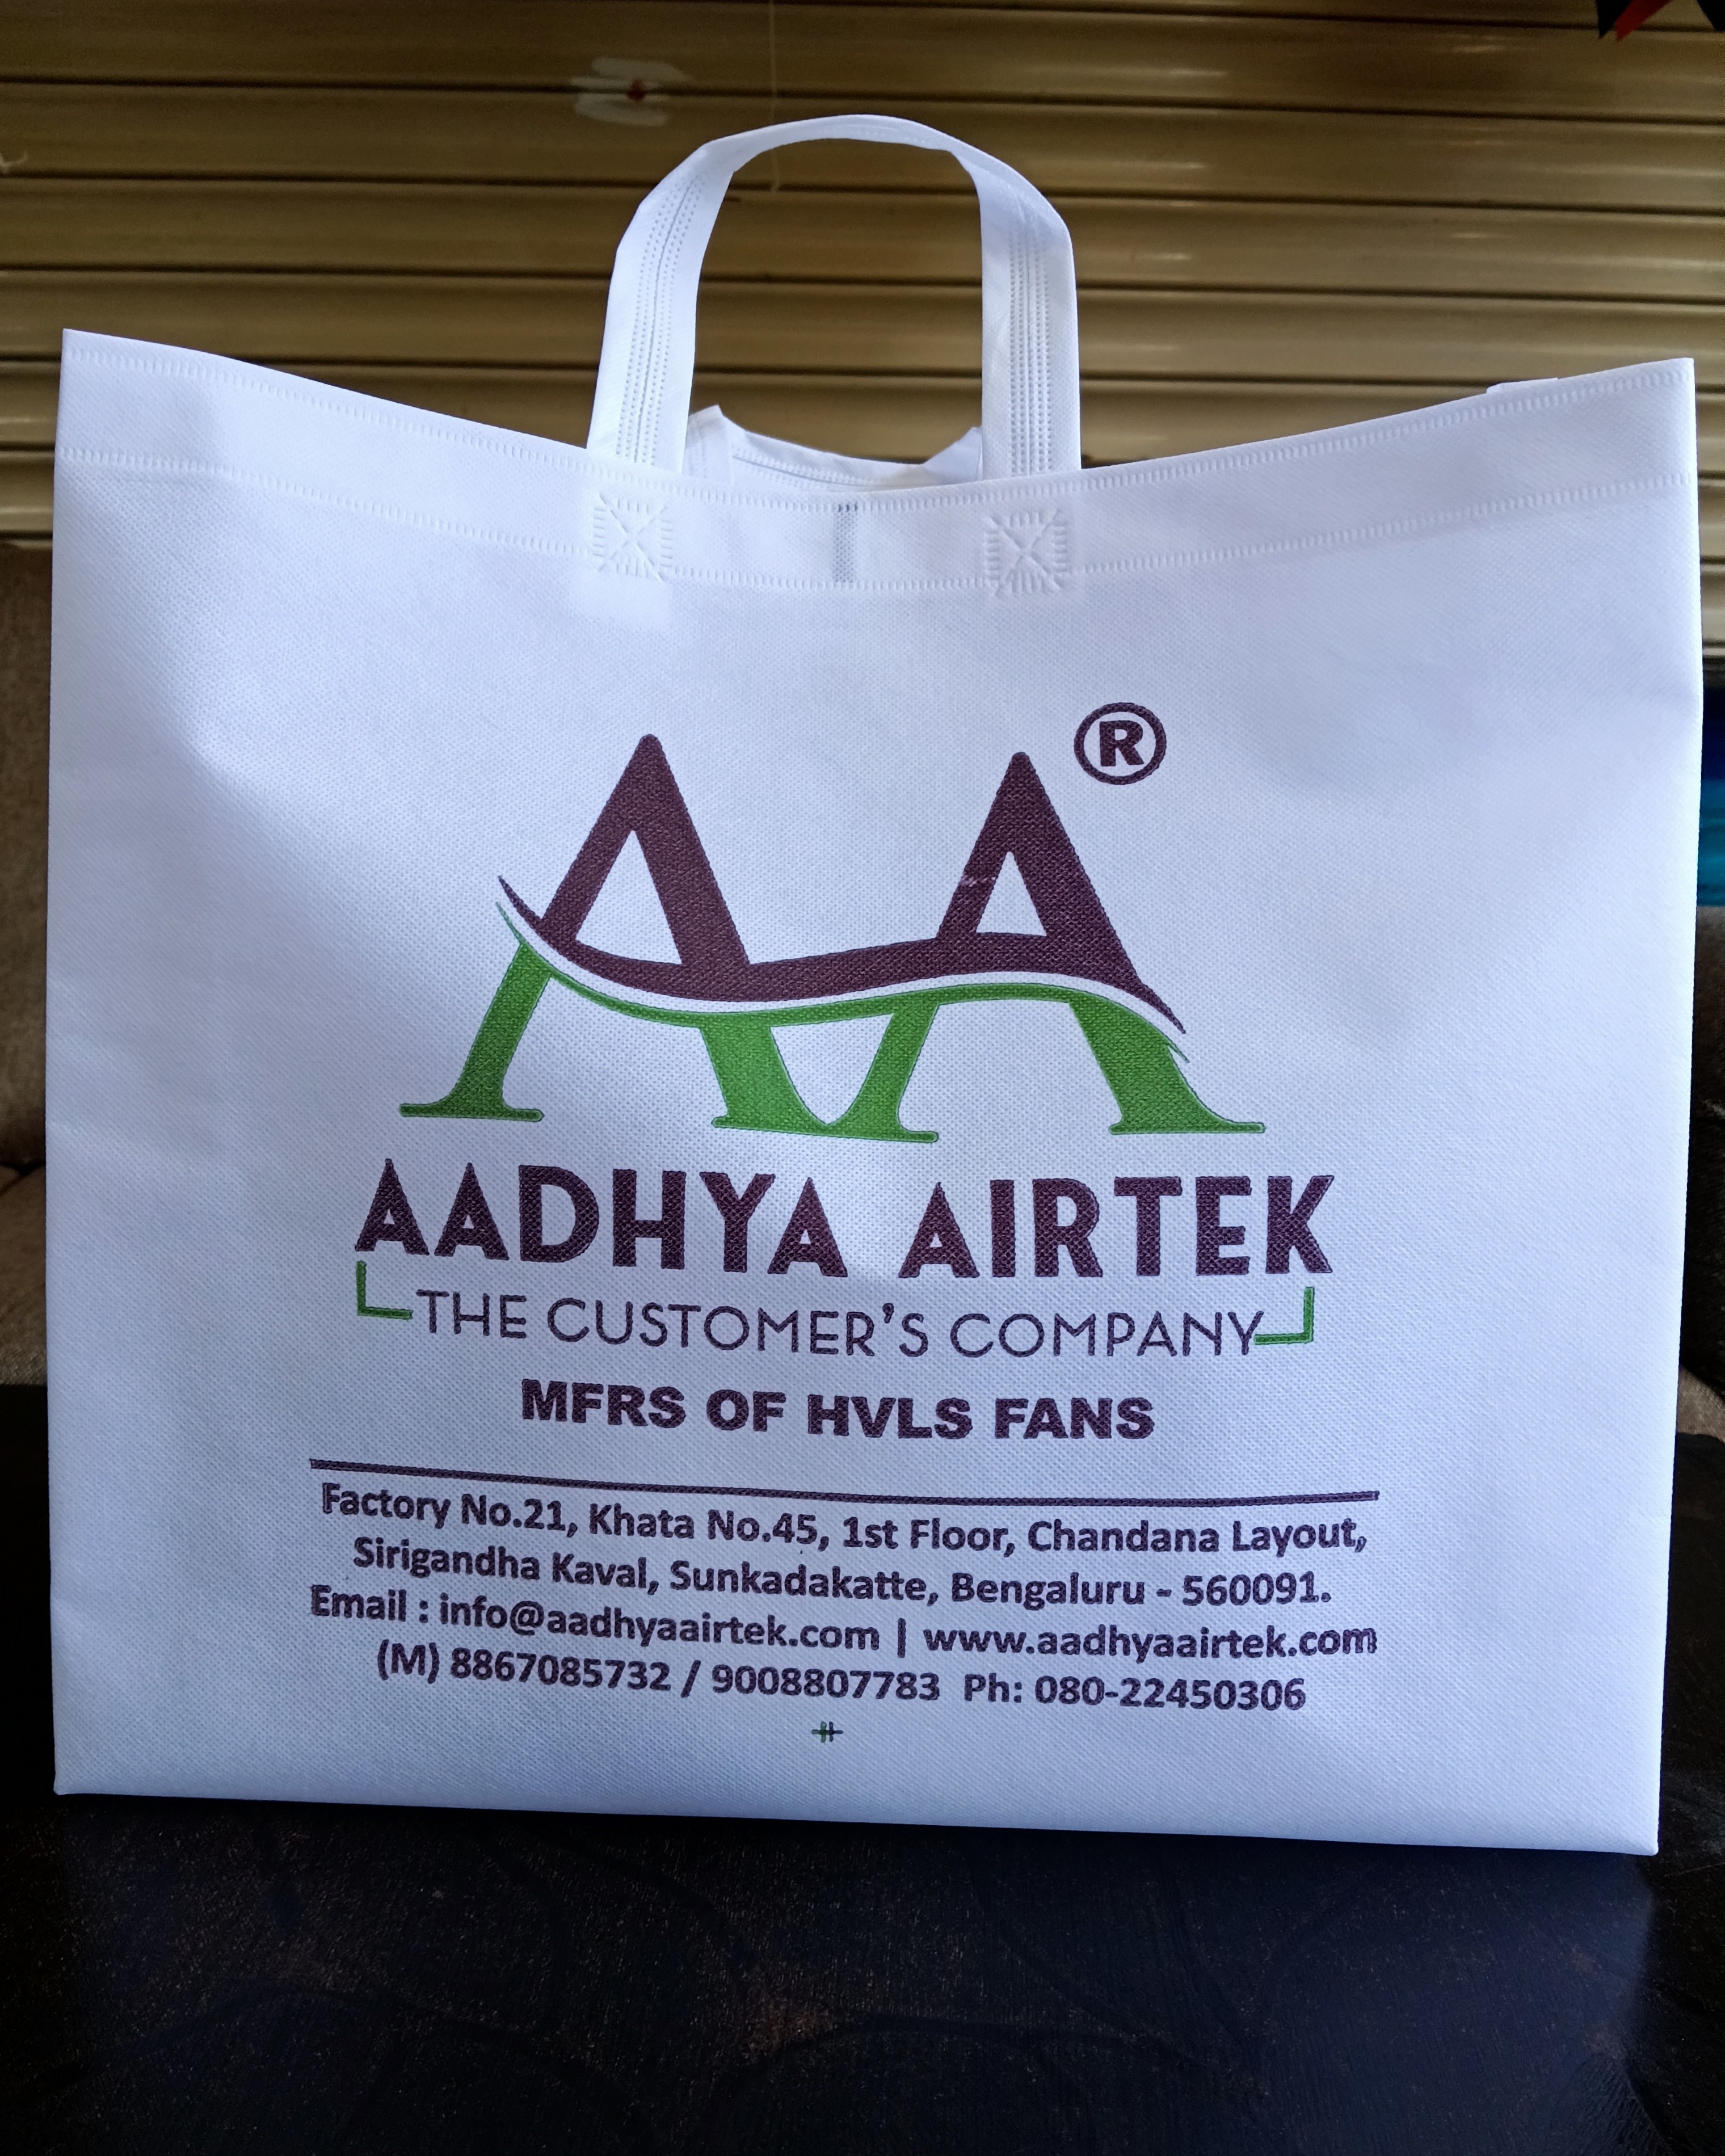 AA®
AADHYA AIRTEK
THE CUSTOMER'S COMPANY
MFRS OF HVLS FANS
Factory No.21, Khata No.45, 1st Floor, Chandana Layout,
Sirigandha Kaval, Sunkadakatte, Bengaluru - 560091.
Email : info@aadhyaairtek.com | www.aadhyaairtek.com
(M) 8867085732 / 9008807783 Ph: 080-22450306